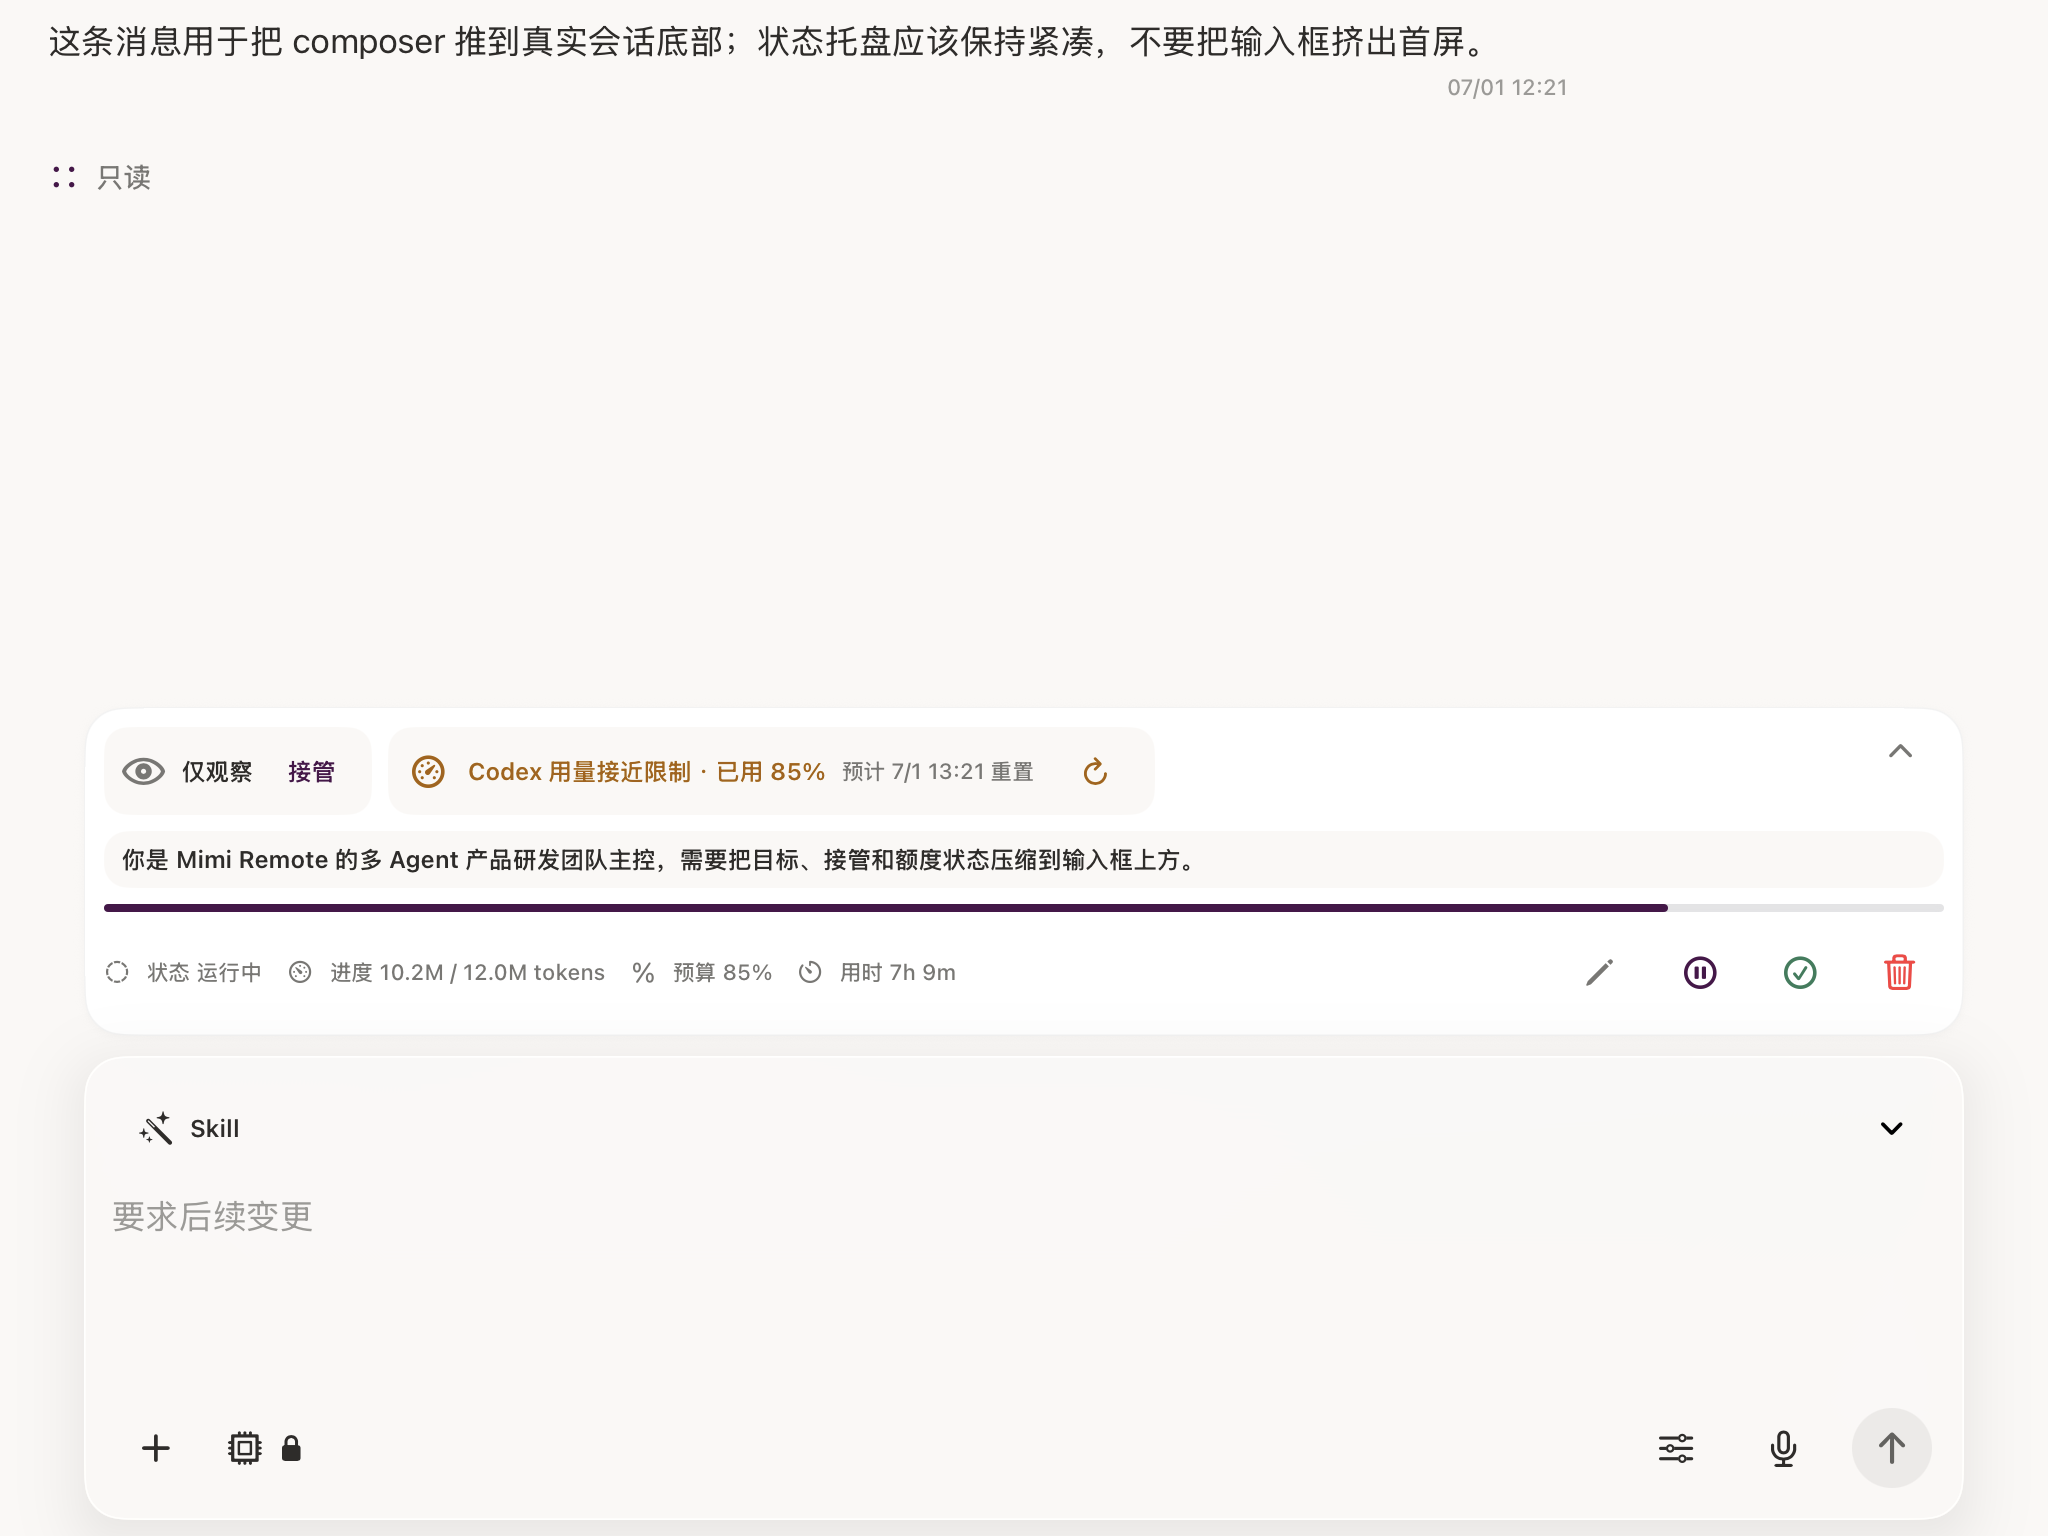 这条消息用于把 composer 推到真实会话底部；状态托盘应该保持紧凑，不要把输入框挤出首屏。
07/01 12:21
只读
仅观察 接管 Codex 用量接近限制 · 已用 85% 预计 7/1 13:21 重置
你是 Mimi Remote 的多 Agent 产品研发团队主控，需要把目标、接管和额度状态压缩到输入框上方。
状态 运行中 进度 10.2M / 12.0M tokens % 预算 85% 用时 7h 9m
Skill
要求后续变更